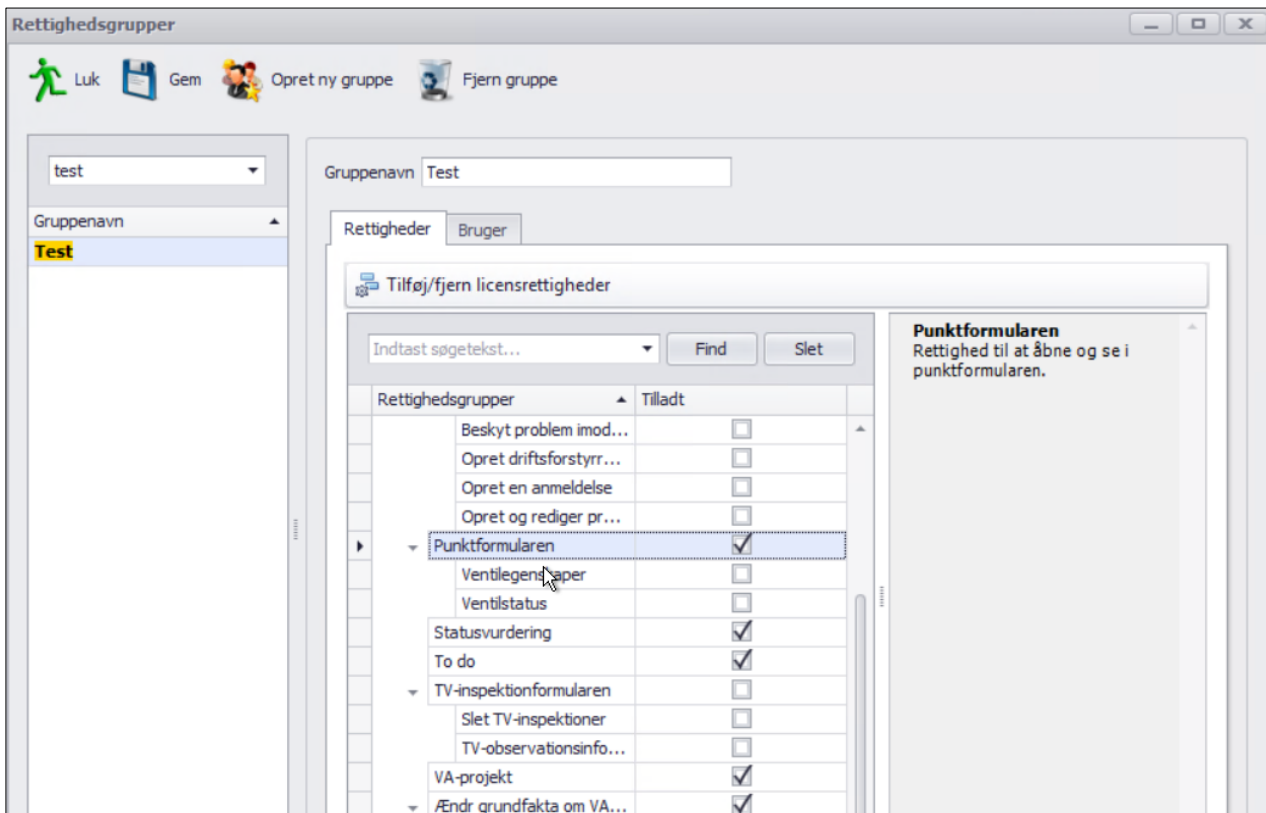 Rettighedsgrupper
Luk Gem Opret ny gruppe Fjern gruppe
test
Gruppenavn
Test
Gruppenavn Test
Rettigheder Bruger
Tilføj/fjern licensrettigheder
Indtast søgetekst... Find Slet
Rettighedsgrupper Tilladt
Beskyt problem imod...
Opret driftsforstyrr...
Opret en anmeldelse
Opret og rediger pr...
Punktformularen
Ventilegenskaper
Ventilstatus
Statusvurdering
To do
TV-inspektionformularen
Slet TV-inspektioner
TV-observationsinfo...
VA-projekt
Ændr grundfakta om VA...
Punktformularen
Rettighed til at åbne og se i
punktformularen.